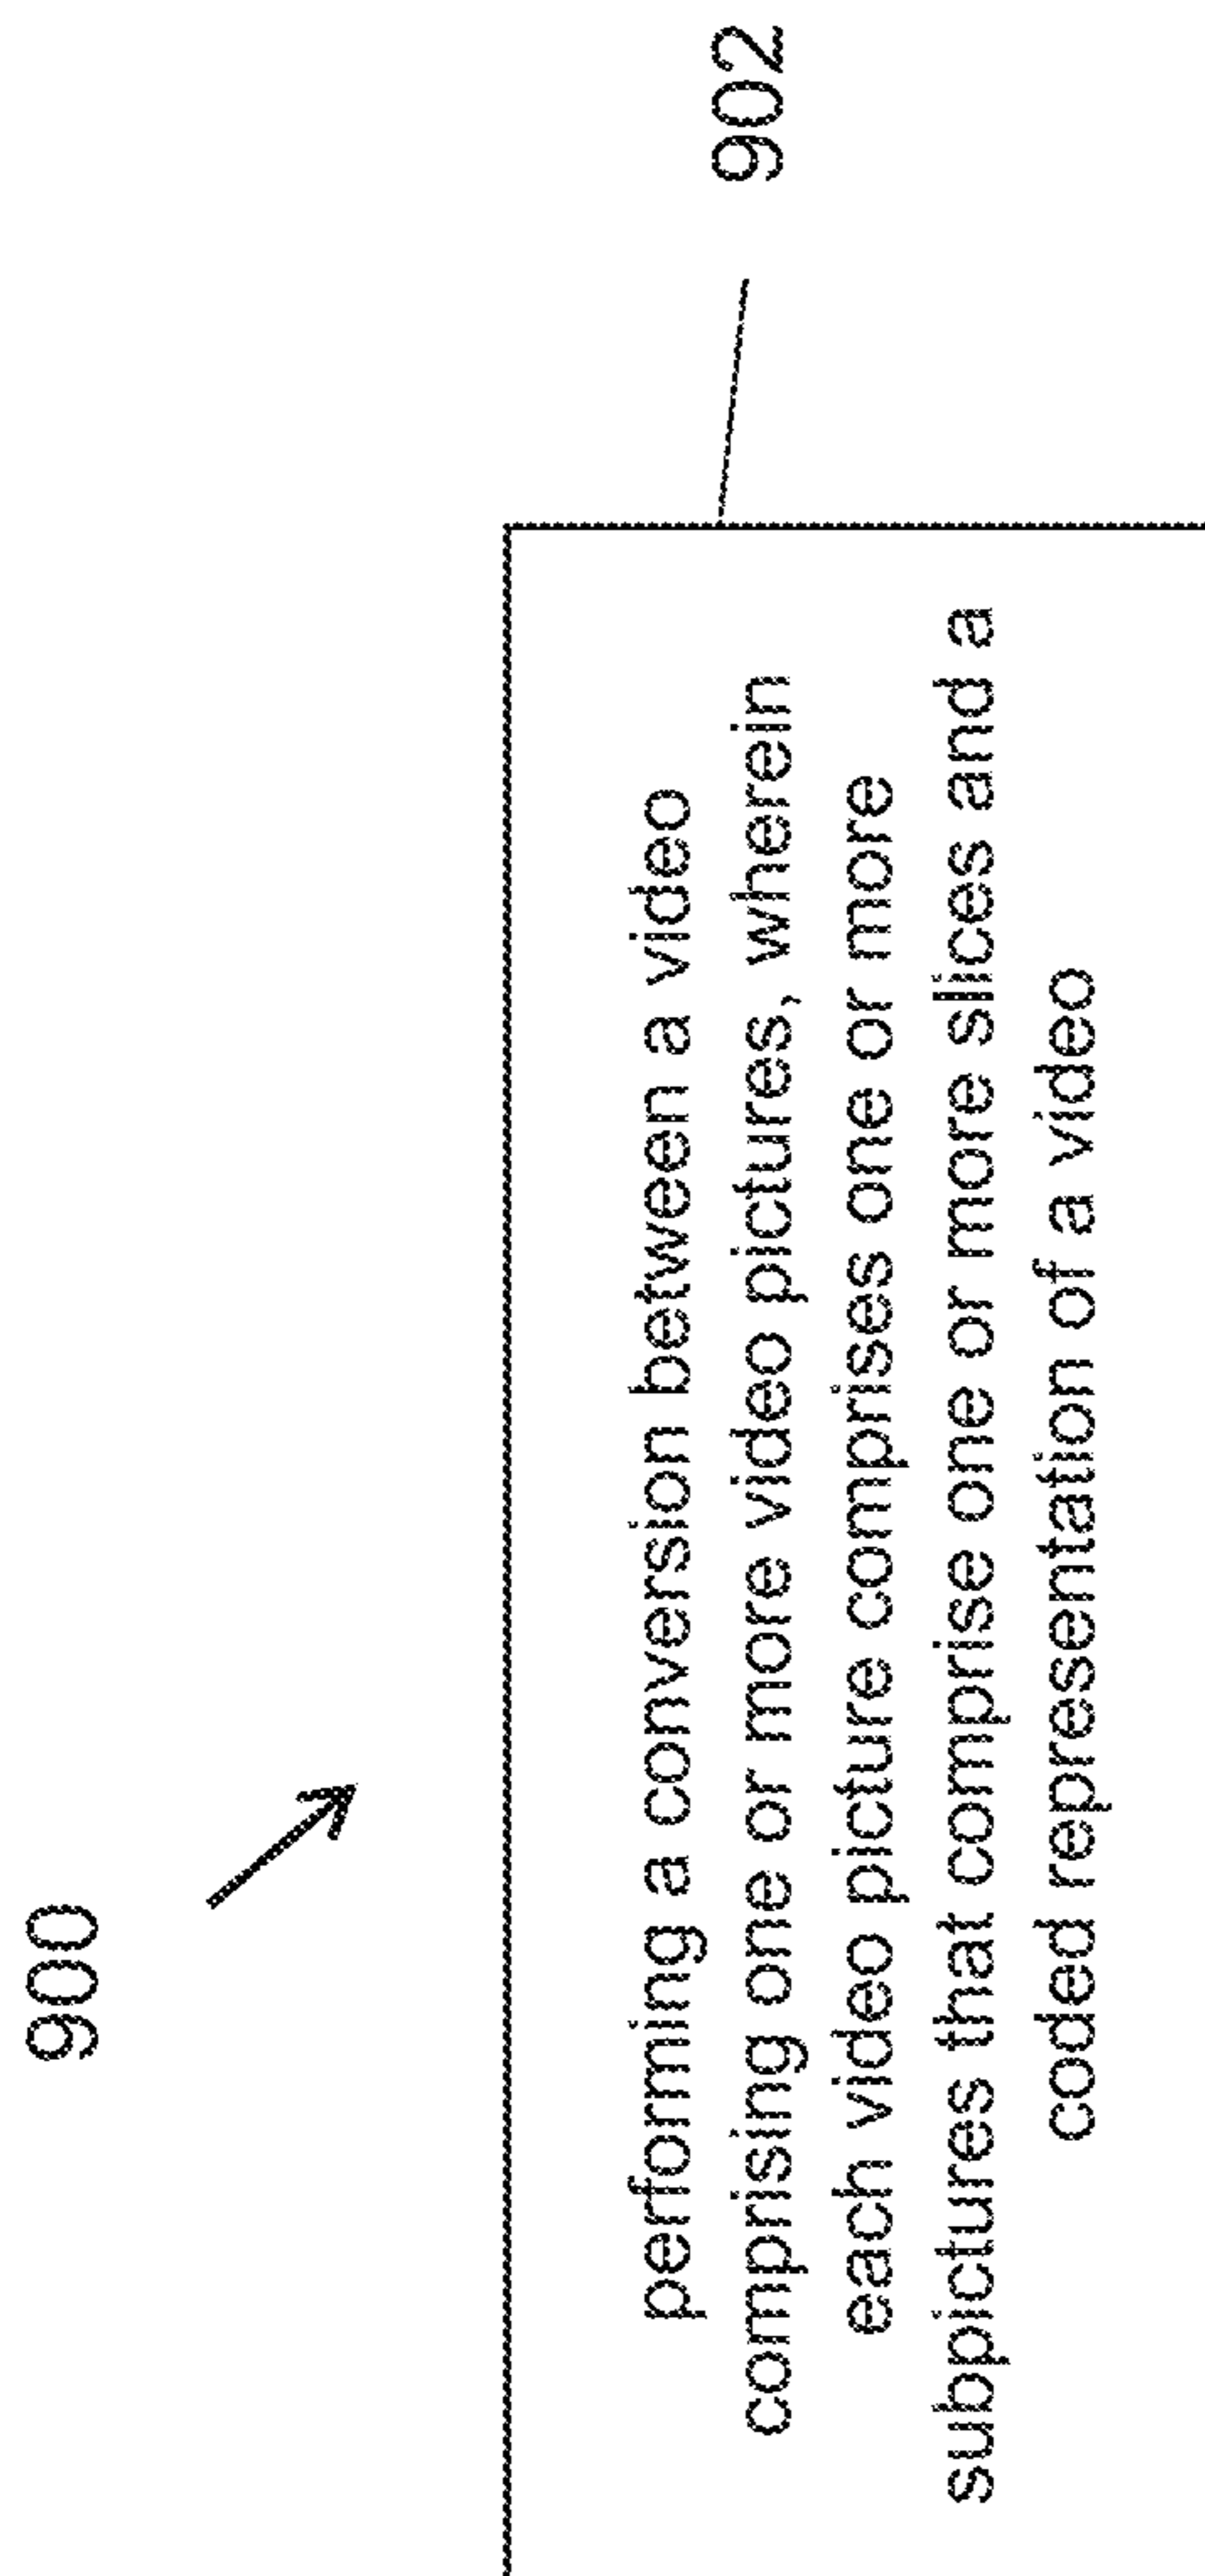 900
902
performing a conversion between a video
comprising one or more video pictures, wherein
each video picture comprises one or more
subpictures that comprise one or more slices and a
coded representation of a video